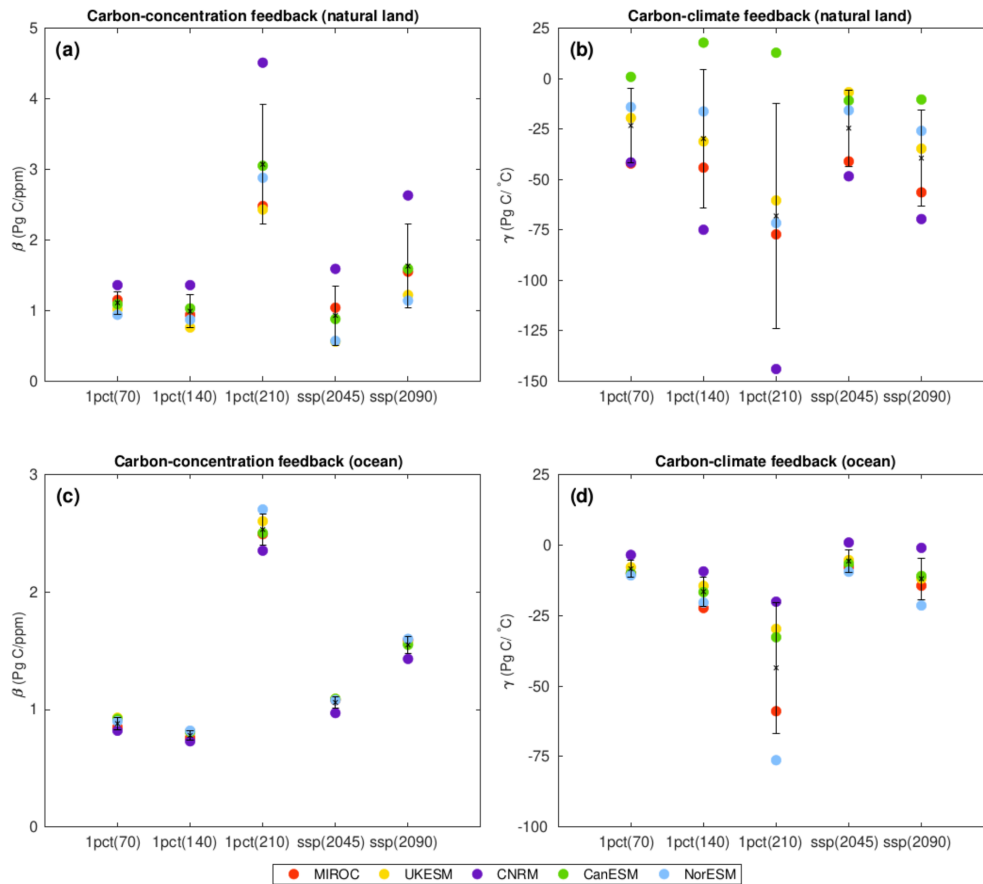 Carbon-concentration feedback (natural land)
(a)
β (Pg C/ppm)
5
4
3
2
1
0
1pct(70) 1pct(140) 1pct(210) ssp(2045) ssp(2090)
Carbon-climate feedback (natural land)
(b)
γ (Pg C/ °C)
25
0
-25
-50
-75
-100
-125
-150
1pct(70) 1pct(140) 1pct(210) ssp(2045) ssp(2090)
Carbon-concentration feedback (ocean)
(c)
β (Pg C/ppm)
3
2
1
0
1pct(70) 1pct(140) 1pct(210) ssp(2045) ssp(2090)
Carbon-climate feedback (ocean)
(d)
γ (Pg C/ °C)
25
0
-25
-50
-75
-100
1pct(70) 1pct(140) 1pct(210) ssp(2045) ssp(2090)
MIROC UKESM CNRM CanESM NorESM